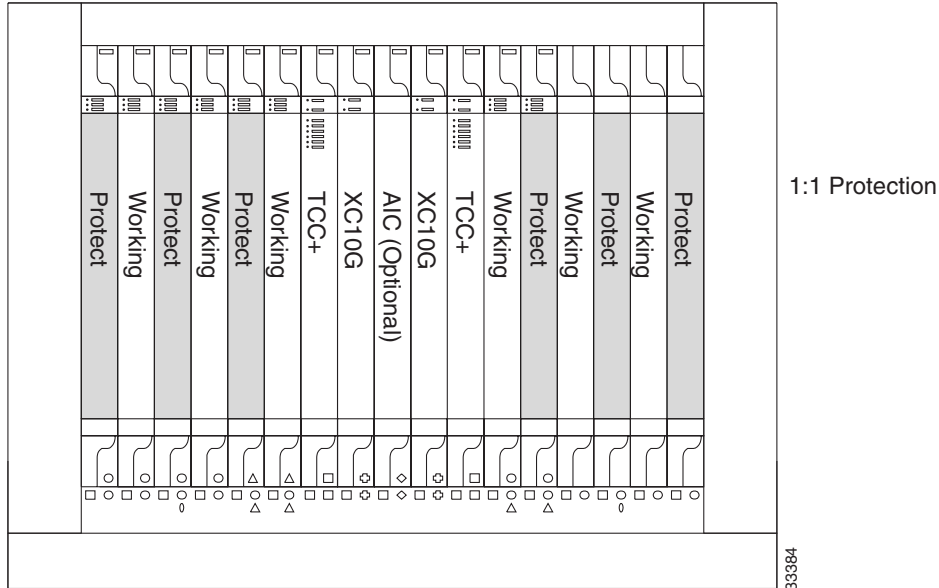 Protect
Working
Protect
Working
Protect
Working
TCC+
XC10G
AIC (Optional)
XC10G
TCC+
Working
Protect
Working
Protect
Working
Protect
1:1 Protection
33384